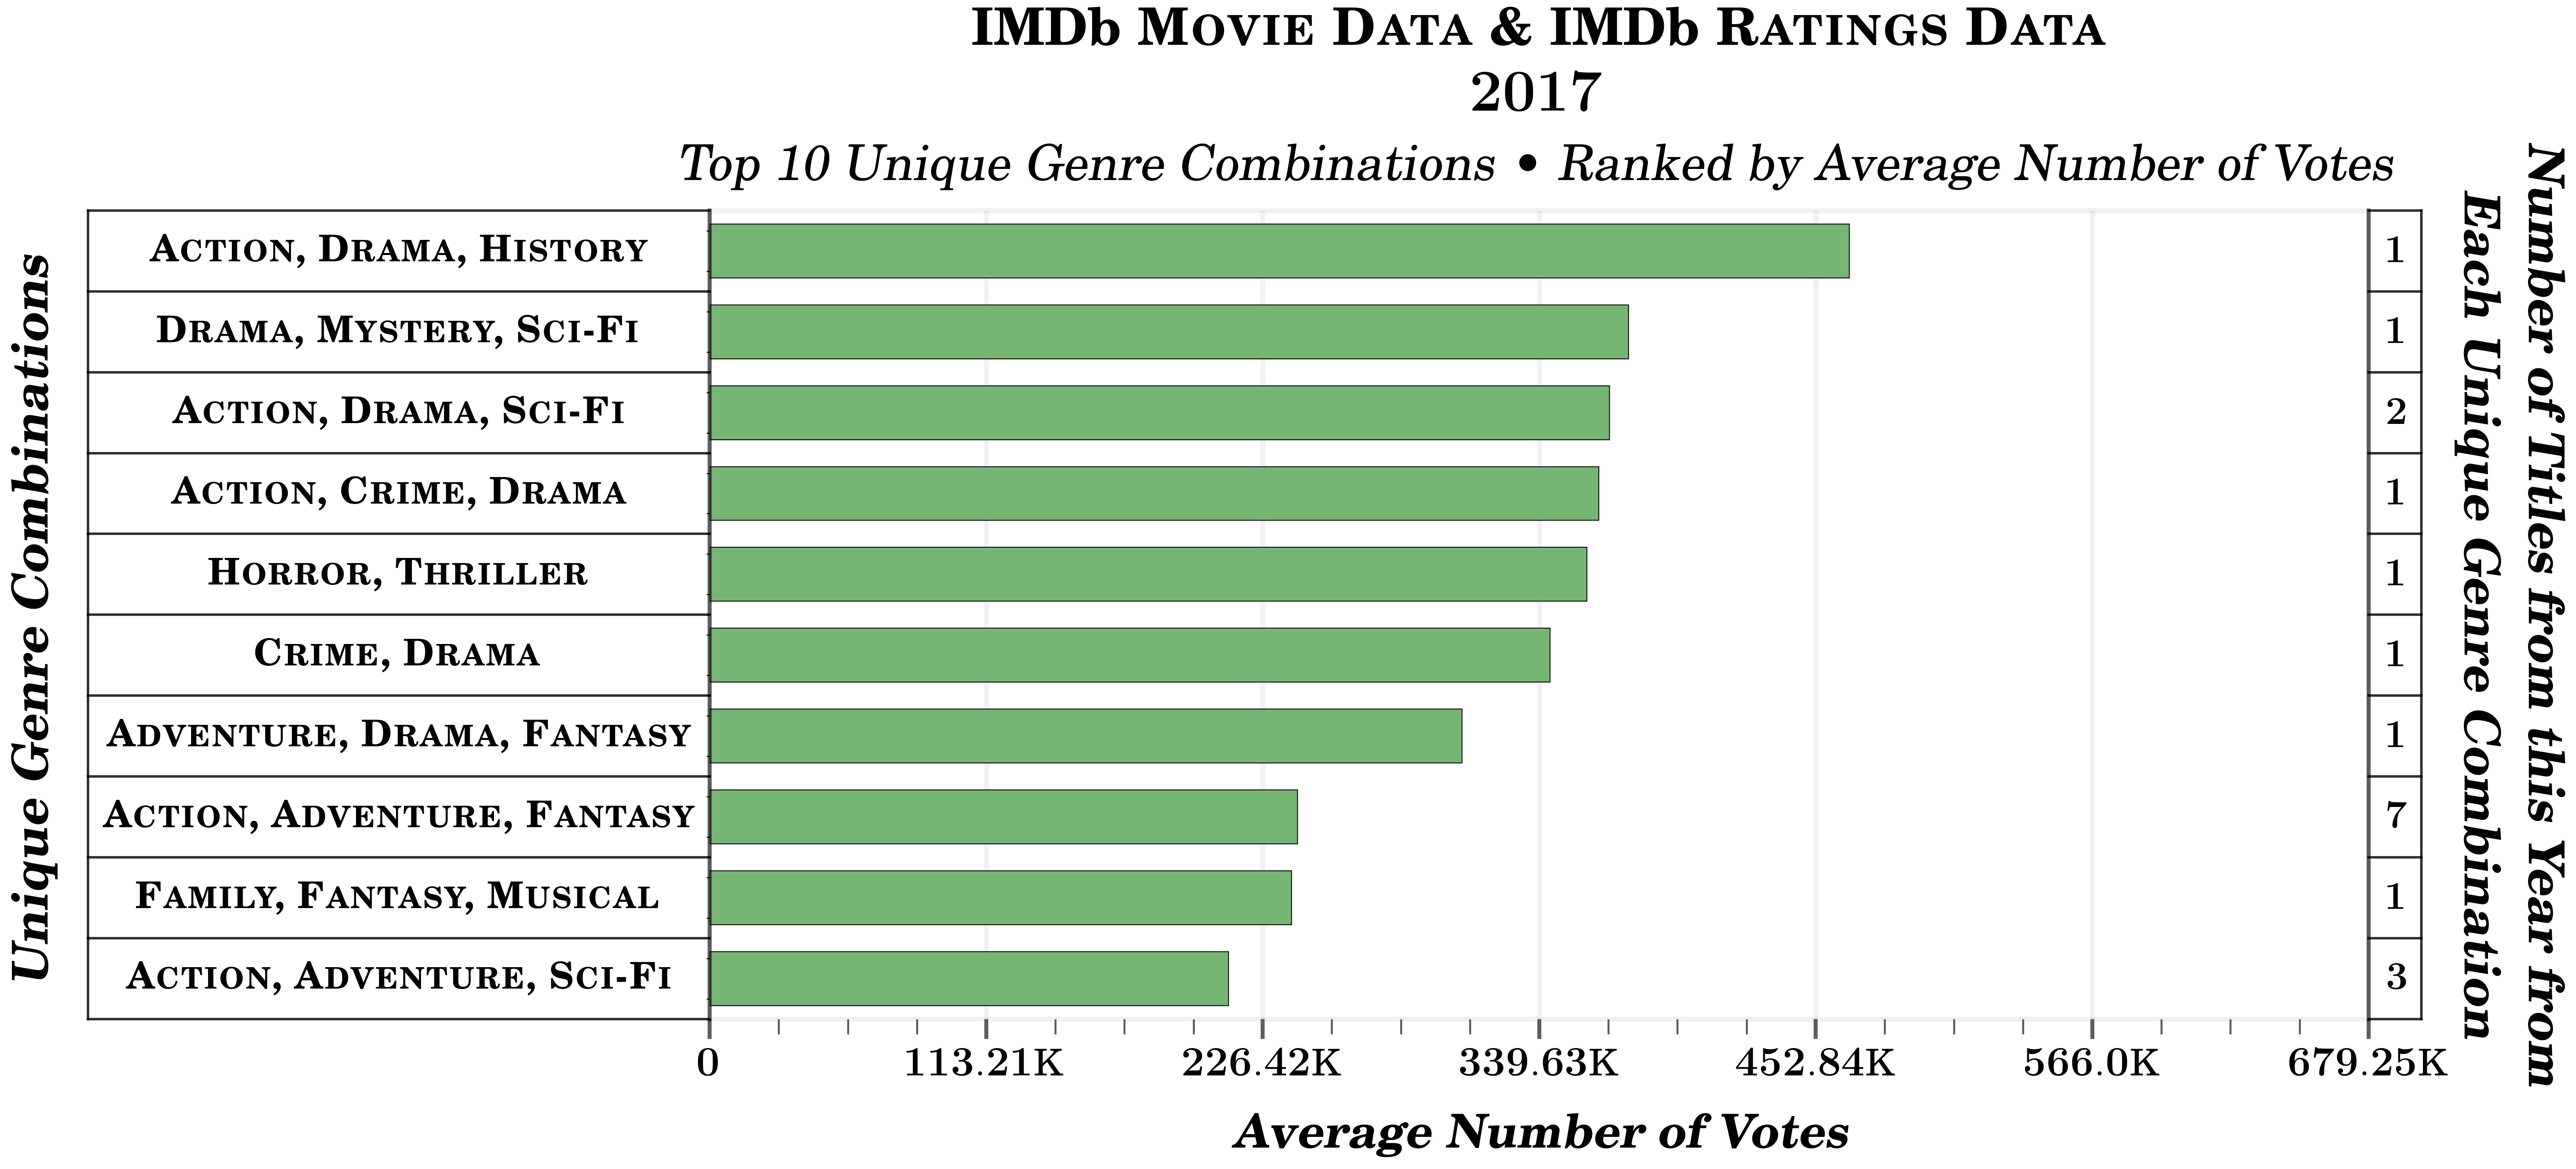 IMDb Movie Data & IMDb Ratings Data
2017
Top 10 Unique Genre Combinations • Ranked by Average Number of Votes
Unique Genre Combinations
Action, Drama, History
1
Drama, Mystery, Sci-Fi
1
Action, Drama, Sci-Fi
2
Action, Crime, Drama
1
Horror, Thriller
1
Crime, Drama
1
Adventure, Drama, Fantasy
1
Action, Adventure, Fantasy
7
Family, Fantasy, Musical
1
Action, Adventure, Sci-Fi
3
Number of Titles from this Year from
Each Unique Genre Combination
0 113.21K 226.42K 339.63K 452.84K 566.0K 679.25K
Average Number of Votes